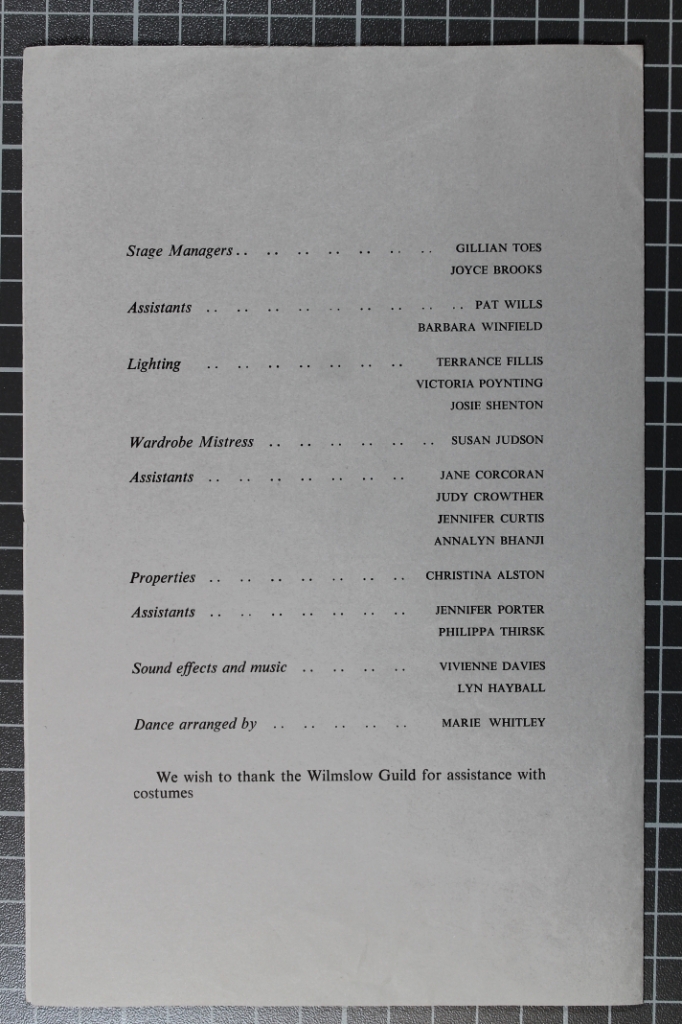 Stage Managers.. .. .. .. .. .. .. GILLIAN TOES
JOYCE BROOKS
Assistants .. .. .. .. .. .. .. .. .. PAT WILLS
BARBARA WINFIELD
Lighting .. .. .. .. .. .. .. TERRANCE FILLIS
VICTORIA POYNTING
JOSIE SHENTON
Wardrobe Mistress .. .. .. .. .. .. SUSAN JUDSON
Assistants .. .. .. .. .. .. .. JANE CORCORAN
JUDY CROWTHER
JENNIFER CURTIS
ANNALYN BHANJI
Properties .. .. .. .. .. .. .. CHRISTINA ALSTON
Assistants .. .. .. .. .. .. .. JENNIFER PORTER
PHILIPPA THIRSK
Sound effects and music .. .. .. .. VIVIENNE DAVIES
LYN HAYBALL
Dance arranged by .. .. .. .. .. MARIE WHITLEY
We wish to thank the Wilmslow Guild for assistance with
costumes